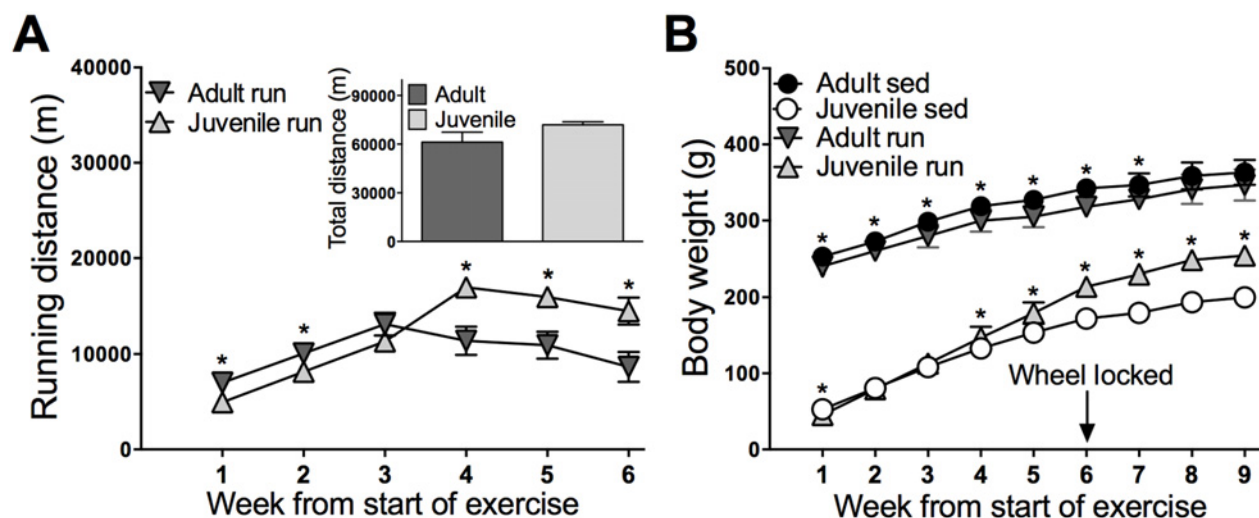 A
Running distance (m)
40000
30000
20000
10000
0
Adult run
Juvenile run
Total distance (m)
90000
60000
30000
0
Adult
Juvenile
*
*
*
*
*
1 2 3 4 5 6
Week from start of exercise
B
Body weight (g)
500
400
300
200
100
0
Adult sed
Juvenile sed
Adult run
Juvenile run
* * * * * * *
* * * * * * *
Wheel locked
1 2 3 4 5 6 7 8 9
Week from start of exercise